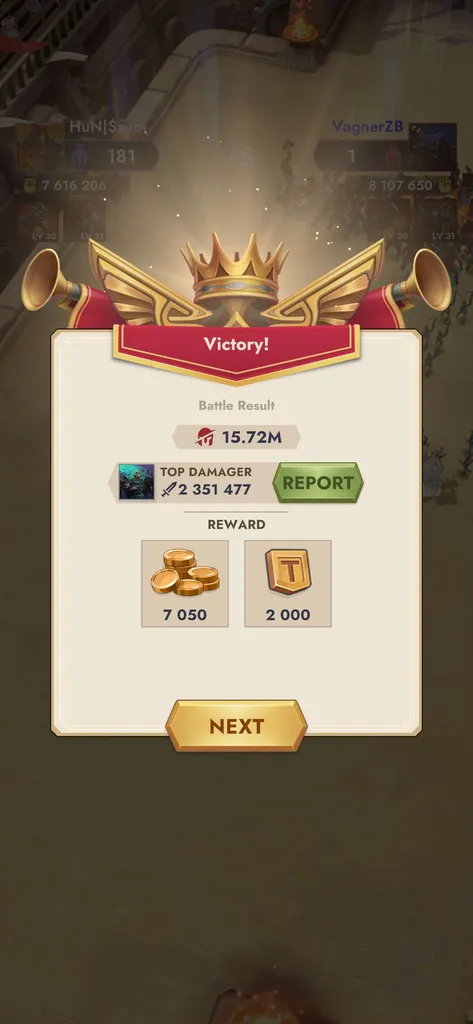 VagnerZB
181
1
7 616 206
8 107 650
LV 30
LV 31
30
LV 31
Victory!
Battle Result
15.72M
TOP DAMAGER
2 351 477
REPORT
REWARD
7 050
2 000
NEXT